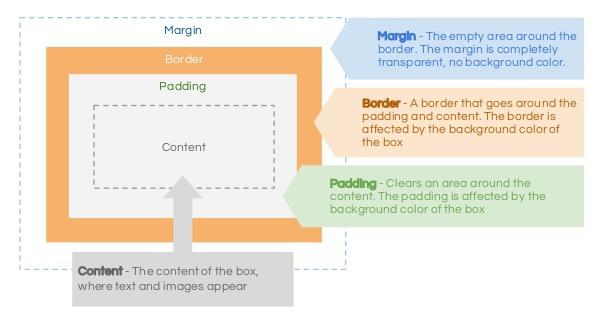 Margin
Border
Padding
Content
Margin - The empty area around the
border. The margin is completely
transparent, no background color.
Border - A border that goes around the
padding and content. The border is
affected by the background color of
the box
Padding - Clears an area around the
content. The padding is affected by the
background color of the box
Content - The content of the box,
where text and images appear